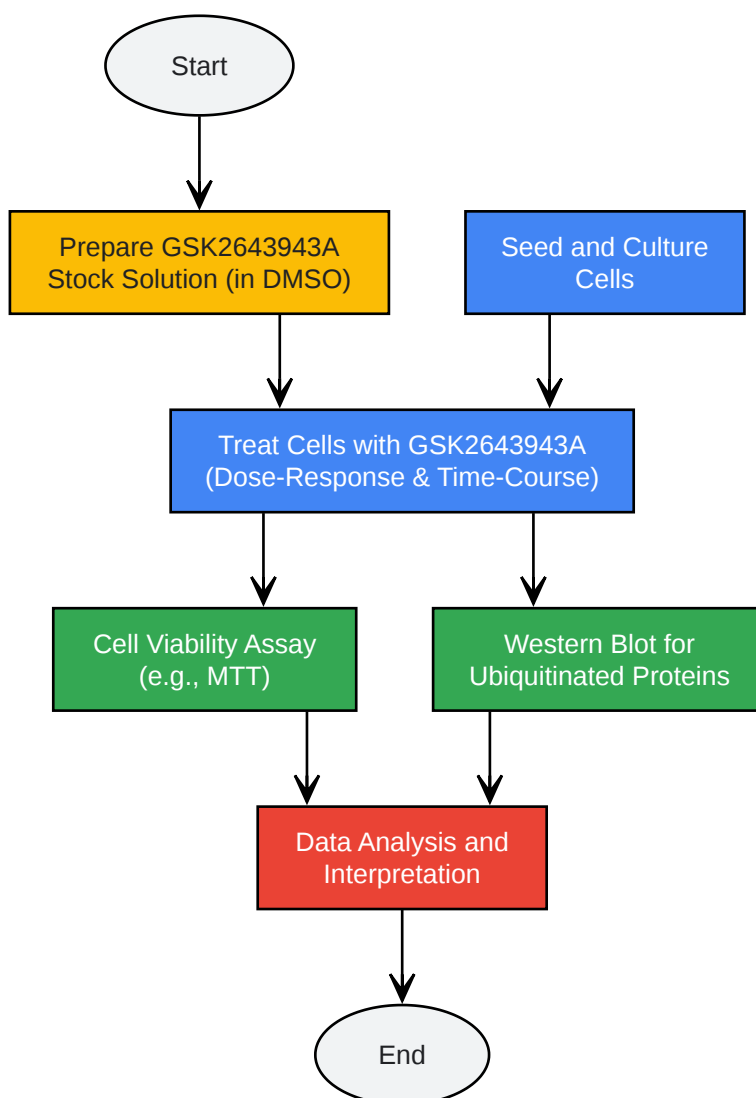 Start
Prepare GSK2643943A
Stock Solution (in DMSO)
Seed and Culture
Cells
Treat Cells with GSK2643943A
(Dose-Response & Time-Course)
Cell Viability Assay
(e.g., MTT)
Western Blot for
Ubiquitinated Proteins
Data Analysis and
Interpretation
End